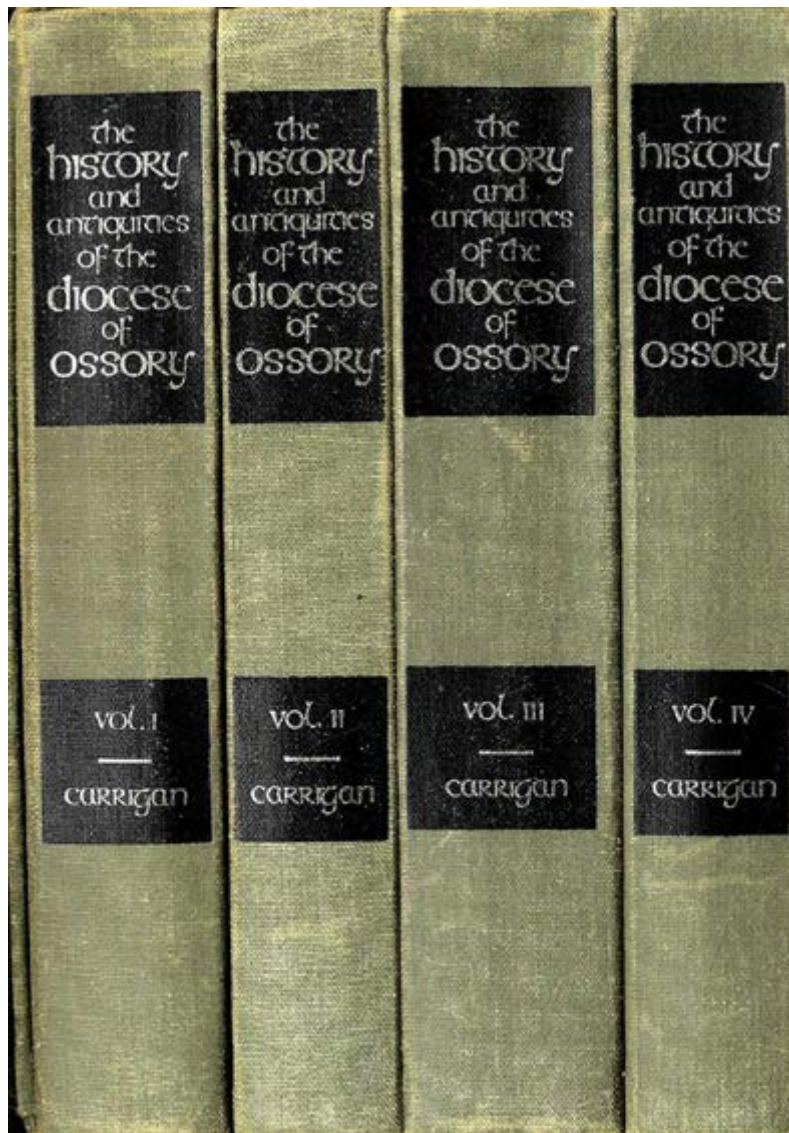 the
history
and
antiquities
of the
diocese
of
ossory
vol. I
carrigan
the
history
and
antiquities
of the
diocese
of
ossory
vol. II
carrigan
the
history
and
antiquities
of the
diocese
of
ossory
vol. III
carrigan
the
history
and
antiquities
of the
diocese
of
ossory
vol. IV
carrigan